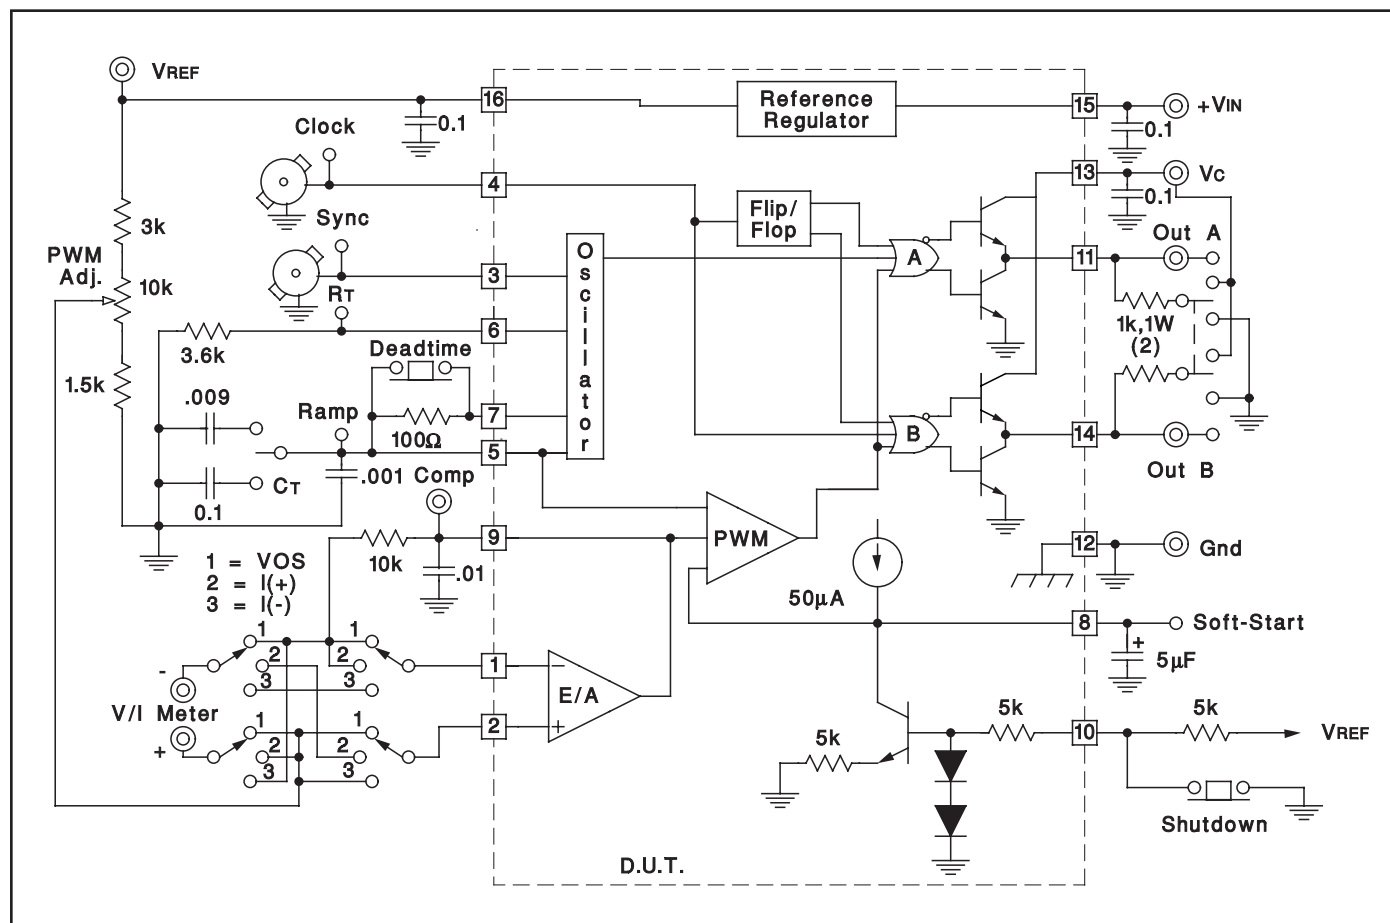 VREF
16
Reference
Regulator
15
+VIN
Clock
0.1
0.1
4
13
VC
0.1
Sync
3k
Flip/
Flop
Out A
PWM
Adj.
10k
3
Oscillator
A
11
RT
6
1k,1W
(2)
3.6k
Deadtime
1.5k
.009
Ramp
7
100Ω
5
B
14
Out B
.001
Comp
CT
0.1
9
PWM
12
Gnd
10k
.01
1 = VOS
2 = I(+)
3 = I(-)
50µA
8
Soft-Start
+
5µF
1
1
2
2
3
3
-
1
−
E/A
V/I Meter
1
1
2
+
+
2
2
3
5k
5k
5k
10
VREF
Shutdown
D.U.T.